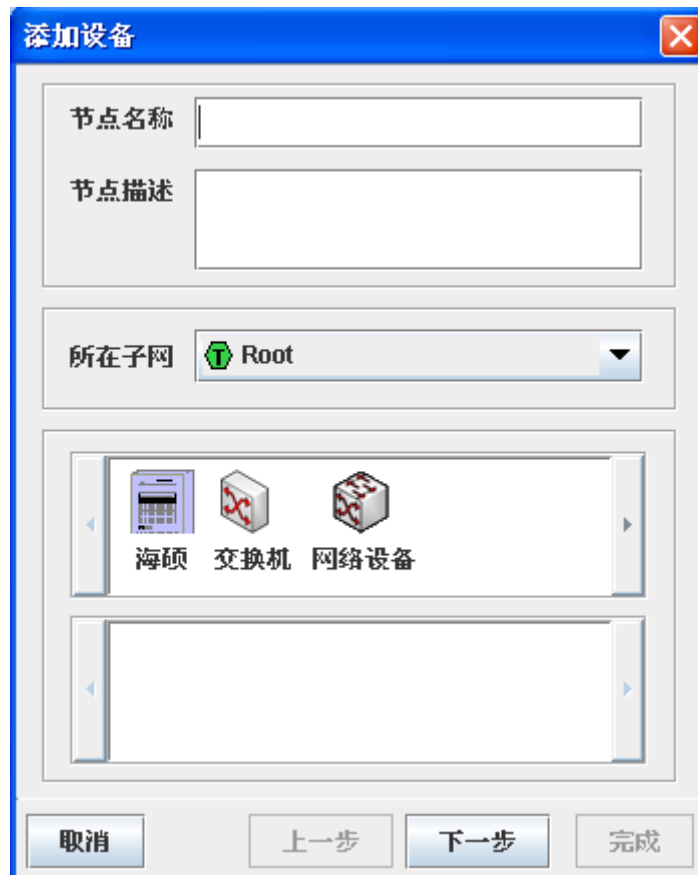 添加设备
节点名称
节点描述
所在子网 Root
海硕 交换机 网络设备
取消 上一步 下一步 完成